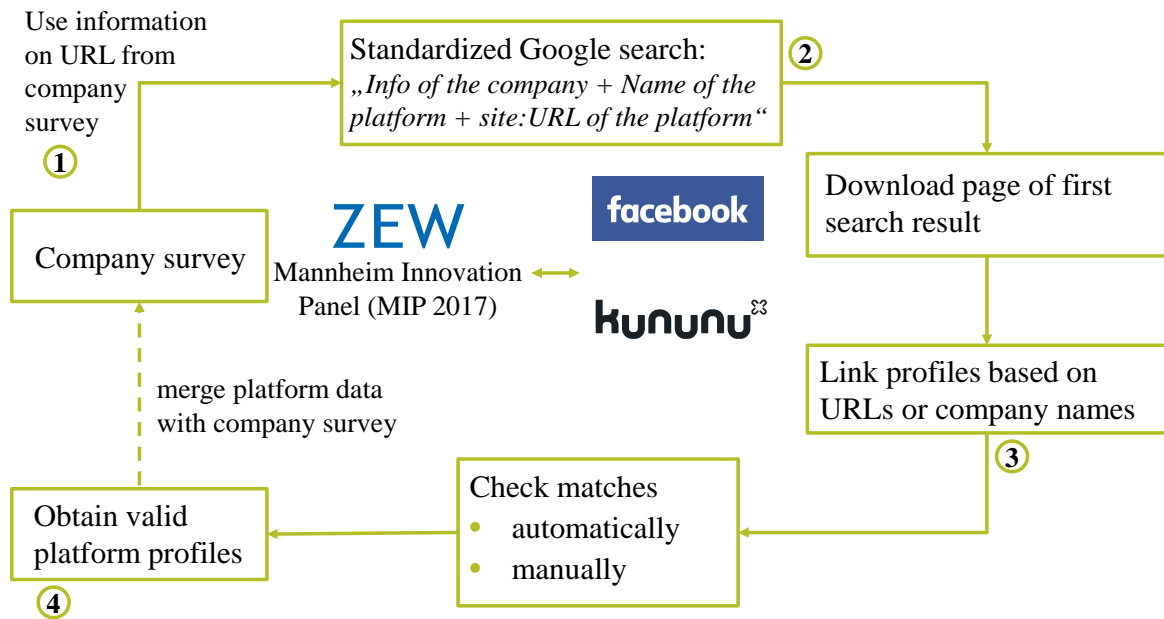 Use information
on URL from
company
survey
1
Standardized Google search:
„Info of the company + Name of the
platform + site:URL of the platform“
2
Download page of first
search result
Company survey
ZEW
Mannheim Innovation
Panel (MIP 2017)
facebook
kununu
Link profiles based on
URLs or company names
3
merge platform data
with company survey
Check matches
• automatically
• manually
Obtain valid
platform profiles
4